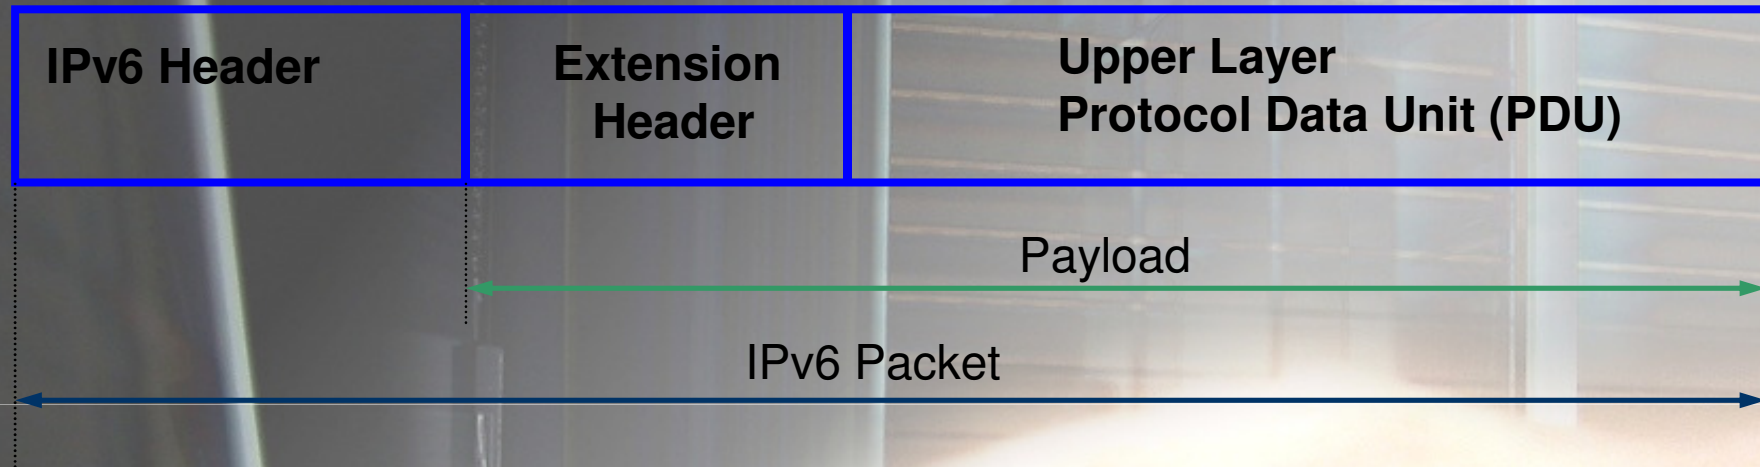 IPv6 Header
Extension
Header
Upper Layer
Protocol Data Unit (PDU)
Payload
IPv6 Packet